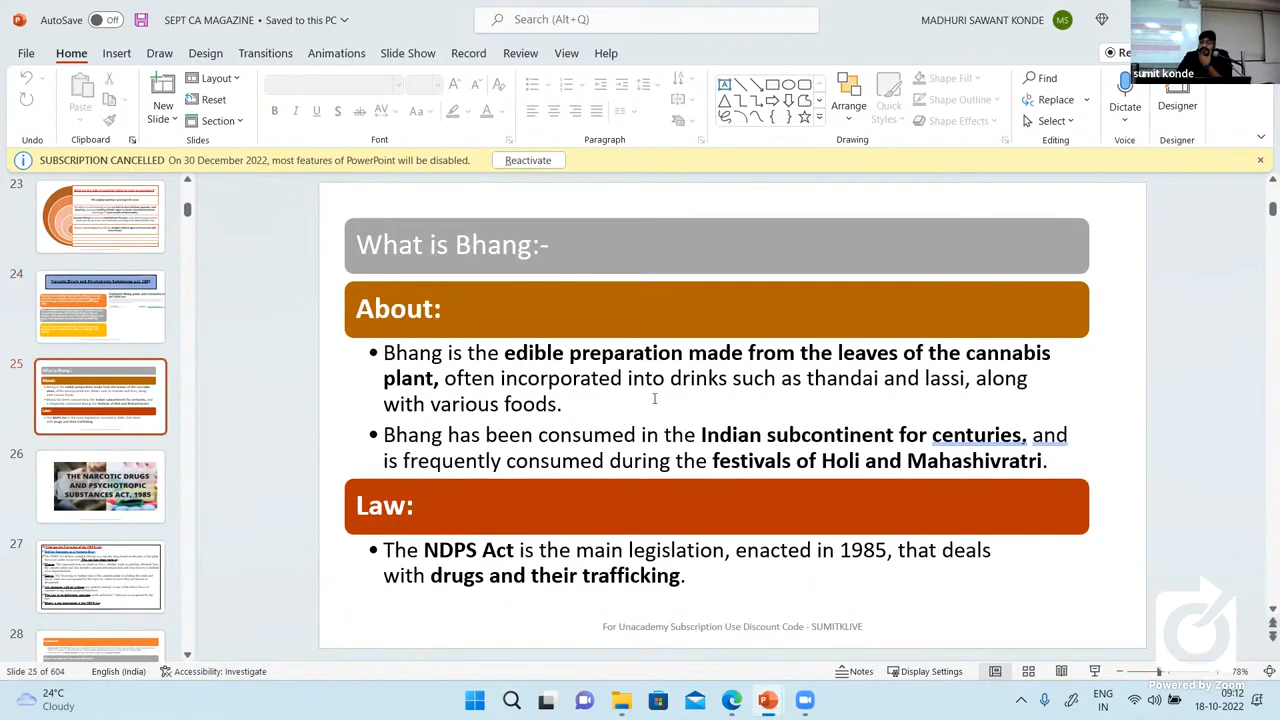 AutoSave Off SEPT CA MAGAZINE • Saved to this PC Search (Alt+Q) MADHURI SAWANT KONDE MS
File Home Insert Draw Design Animations View Help
sumit konde
Paste New Slide Layout Reset Section Arrange Quick Styles Shape Fill Shape Outline Shape Effects Find Replace Select Dictate Designer
Undo Clipboard Slides Font Paragraph Drawing Editing Voice Designer
SUBSCRIPTION CANCELLED On 30 December 2022, most features of PowerPoint will be disabled. Reactivate
23
24
25
26
THE NARCOTIC DRUGS
AND PSYCHOTROPIC
SUBSTANCES ACT, 1985
27
28
What is Bhang:-
About:
• Bhang is the edible preparation made from the leaves of the cannabis
plant, often incorporated into drinks such as thandai and lassi, along
with various foods.
• Bhang has been consumed in the Indian subcontinent for centuries, and
is frequently consumed during the festivals of Holi and Mahashivratri.
Law:
• The NDPS Act is the main legislation, enacted in 1985, that deals
with drugs and their trafficking.
For Unacademy Subscription Use Discount Code - SUMITKLIVE
Slide 25 of 604 English (India) Accessibility: Investigate Notes Display Settings 78%
Powered by Zoom
24°C
Cloudy
ENG
IN
09:12
18-10-2022